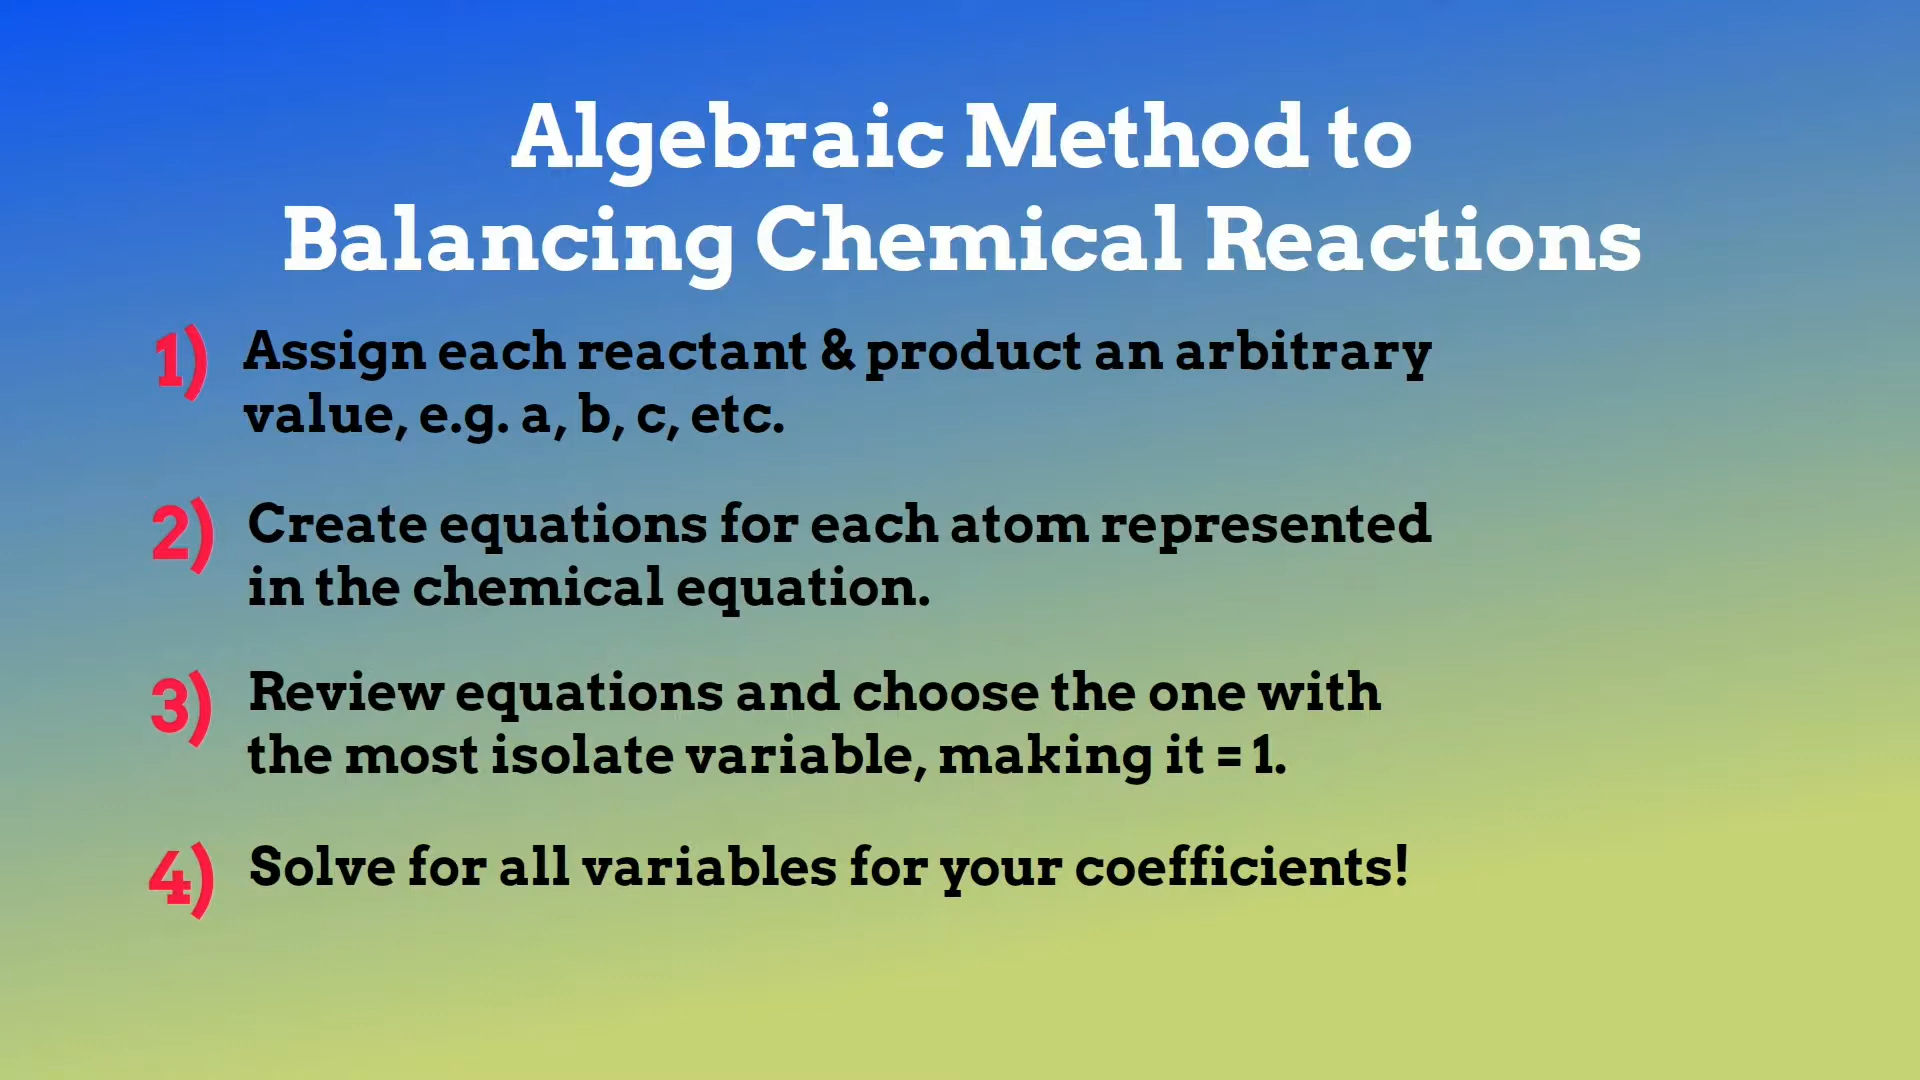 Algebraic Method to
Balancing Chemical Reactions
1) Assign each reactant & product an arbitrary
value, e.g. a, b, c, etc.
2) Create equations for each atom represented
in the chemical equation.
3) Review equations and choose the one with
the most isolate variable, making it = 1.
4) Solve for all variables for your coefficients!